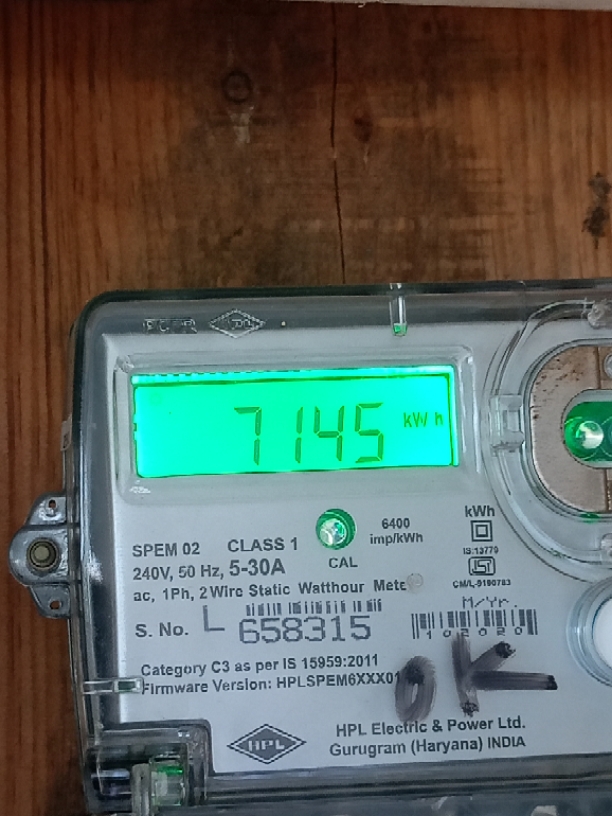 7145 kWh
6400
imp/kWh
kWh
SPEM 02 CLASS 1
CAL
IS:13779
240V, 50 Hz, 5-30A
CM/L-9190783
ac, 1Ph, 2Wire Static Watthour Mete
M/Yr.
S. No. L 658315
102020
Category C3 as per IS 15959:2011
Firmware Version: HPLSPEM6XXX01
OK
HPL
HPL Electric & Power Ltd.
Gurugram (Haryana) INDIA